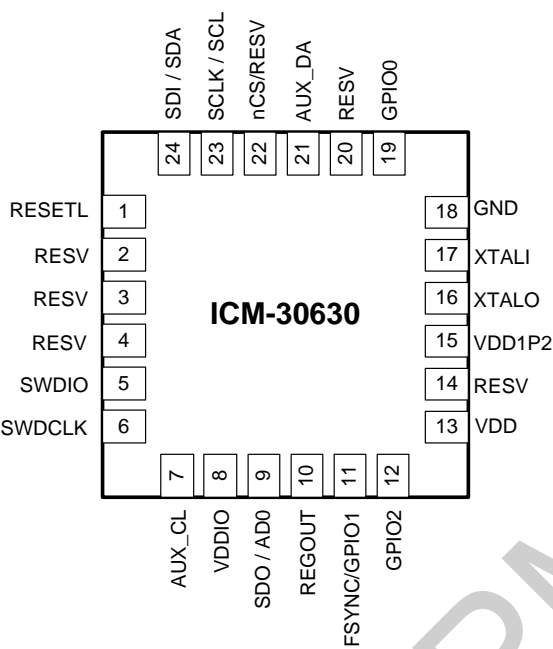 SDI / SDA
SCLK / SCL
nCS/RESV
AUX_DA
RESV
GPIO0
24
23
22
21
20
19
RESETL 1
RESV 2
RESV 3
RESV 4
SWDIO 5
SWDCLK 6
ICM-30630
18 GND
17 XTALI
16 XTALO
15 VDD1P2
14 RESV
13 VDD
7
8
9
10
11
12
AUX_CL
VDDIO
SDO / AD0
REGOUT
FSYNC/GPIO1
GPIO2